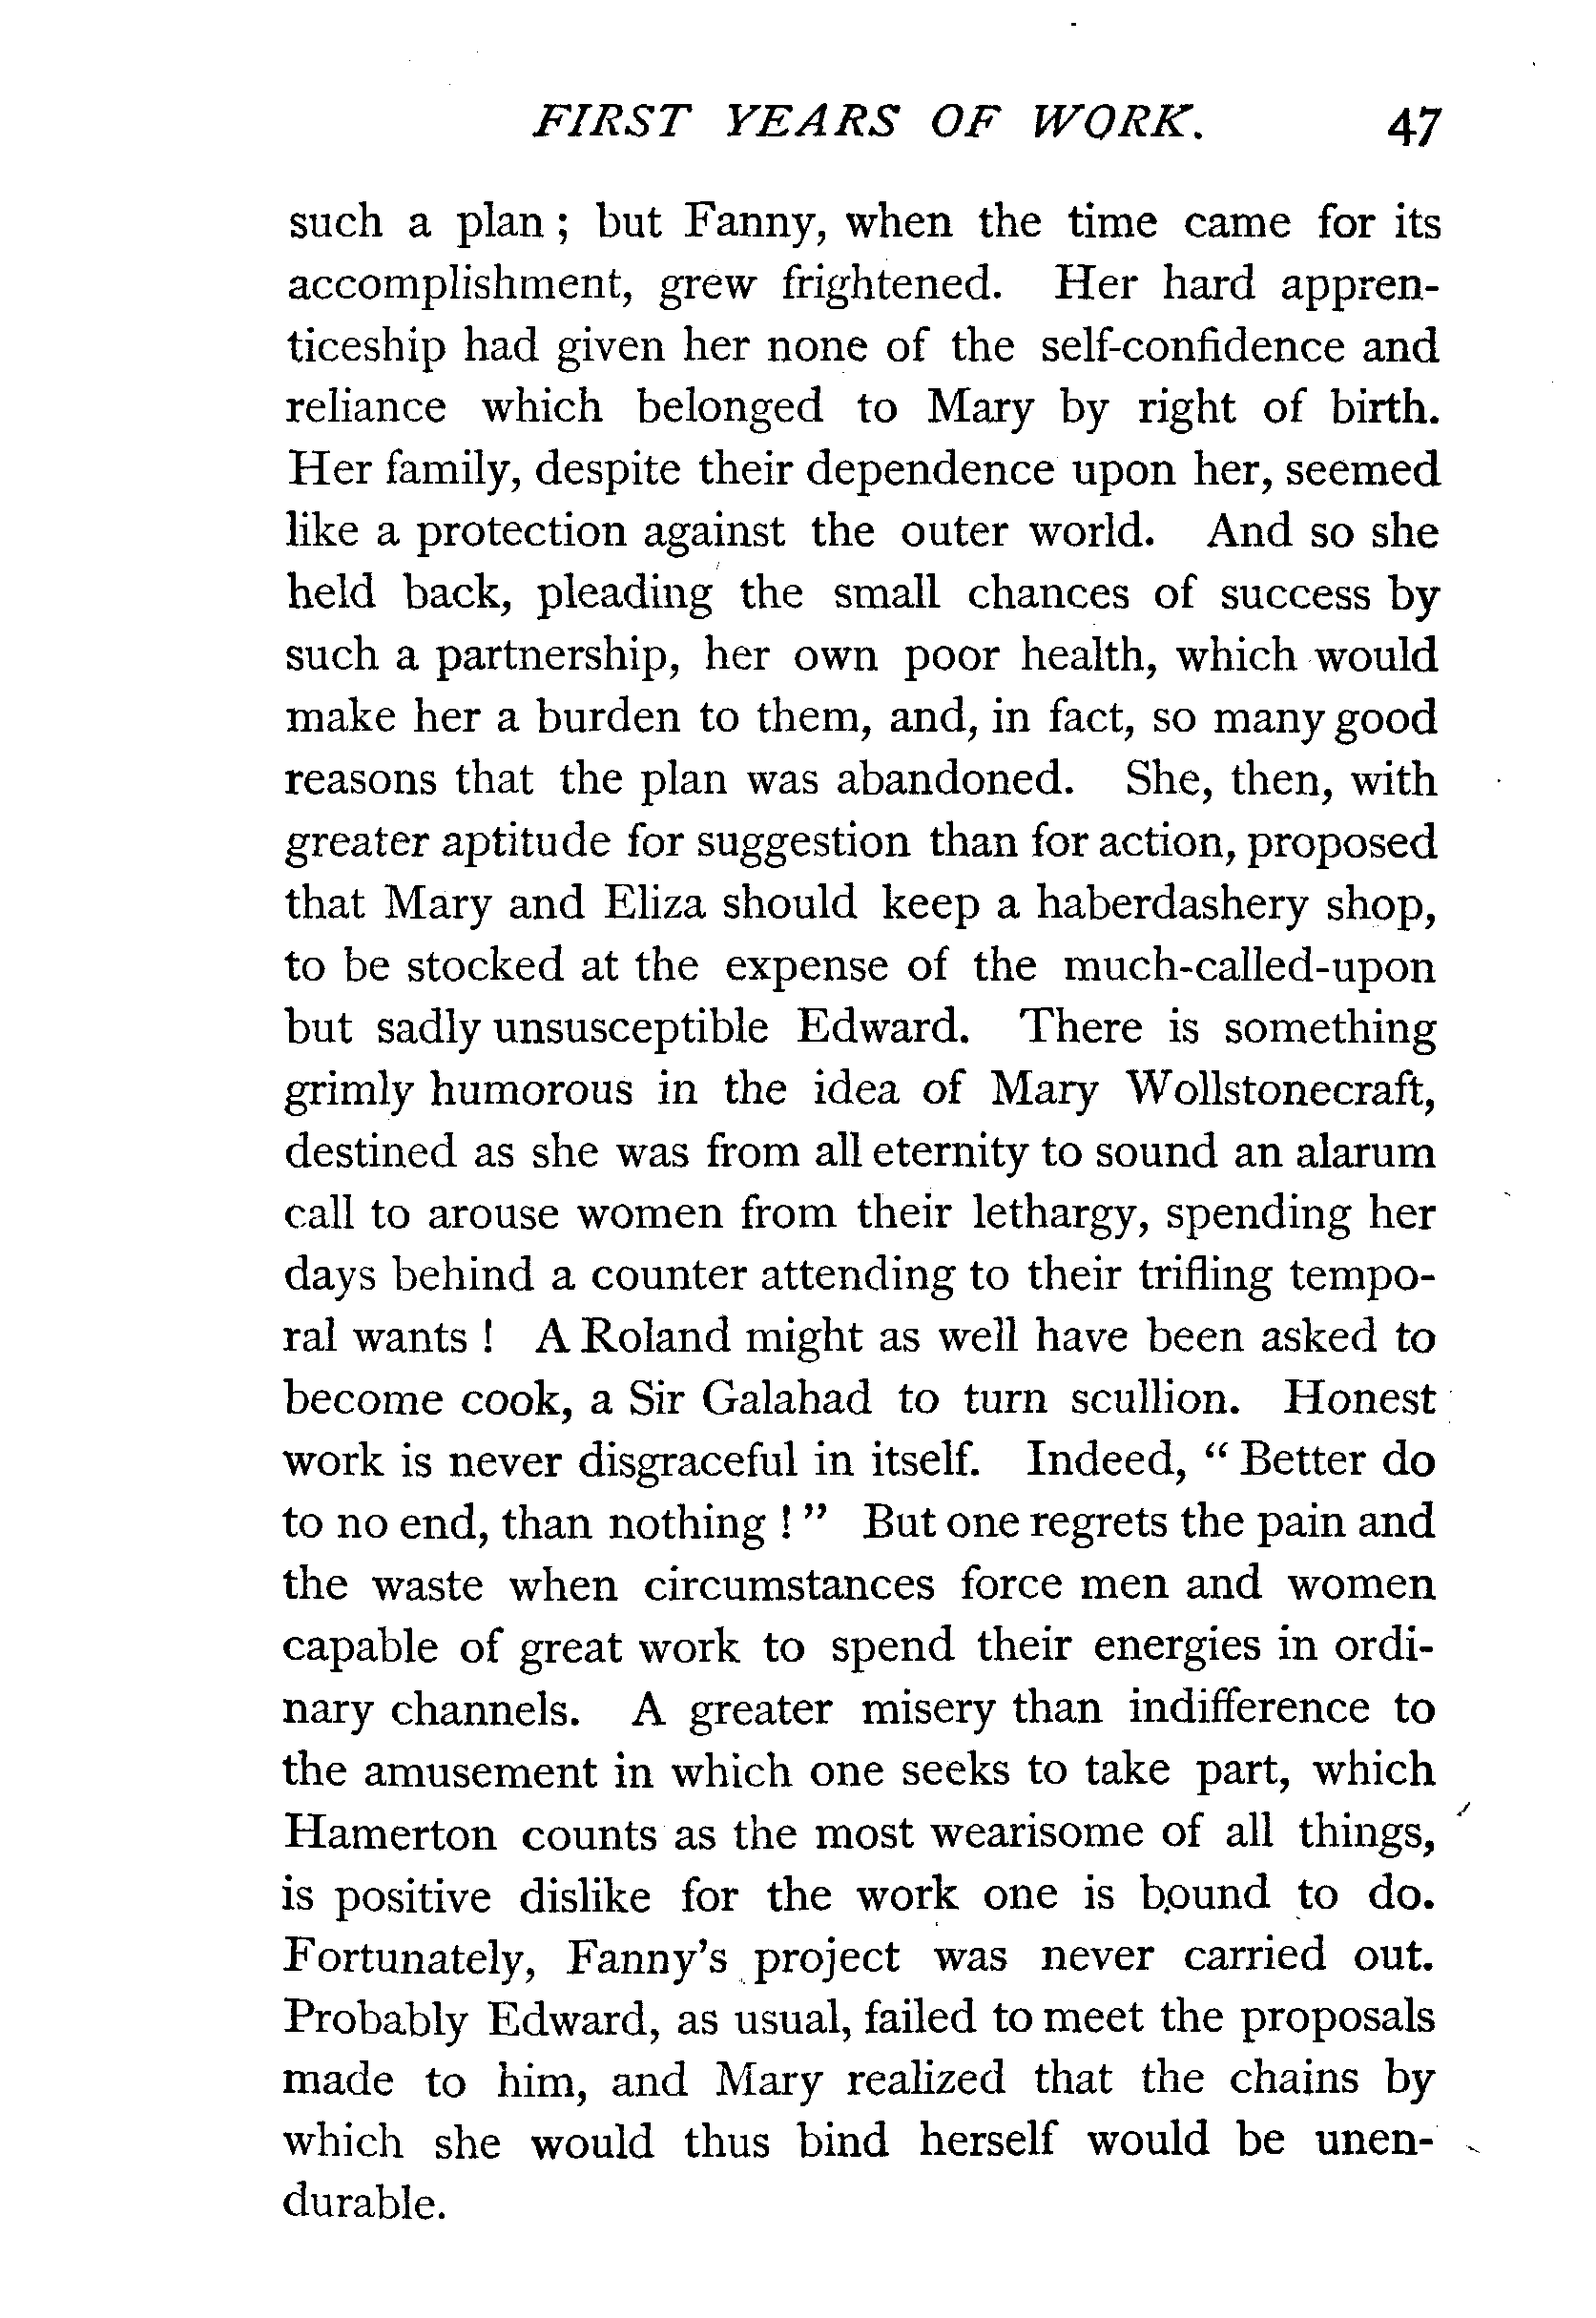 FIRST YEARS OF WORK. 47
such a plan ; but Fanny, when the time came for its
accomplishment, grew frightened. Her hard appren-
ticeship had given her none of the self-confidence and
reliance which belonged to Mary by right of birth.
Her family, despite their dependence upon her, seemed
like a protection against the outer world. And so she
held back, pleading the small chances of success by
such a partnership, her own poor health, which would
make her a burden to them, and, in fact, so many good
reasons that the plan was abandoned. She, then, with
greater aptitude for suggestion than for action, proposed
that Mary and Eliza should keep a haberdashery shop,
to be stocked at the expense of the much-called-upon
but sadly unsusceptible Edward. There is something
grimly humorous in the idea of Mary Wollstonecraft,
destined as she was from all eternity to sound an alarum
call to arouse women from their lethargy, spending her
days behind a counter attending to their trifling tempo-
ral wants ! A Roland might as well have been asked to
become cook, a Sir Galahad to turn scullion. Honest
work is never disgraceful in itself. Indeed, “ Better do
to no end, than nothing ! ” But one regrets the pain and
the waste when circumstances force men and women
capable of great work to spend their energies in ordi-
nary channels. A greater misery than indifference to
the amusement in which one seeks to take part, which
Hamerton counts as the most wearisome of all things,
is positive dislike for the work one is bound to do.
Fortunately, Fanny’s project was never carried out.
Probably Edward, as usual, failed to meet the proposals
made to him, and Mary realized that the chains by
which she would thus bind herself would be unen-
durable.